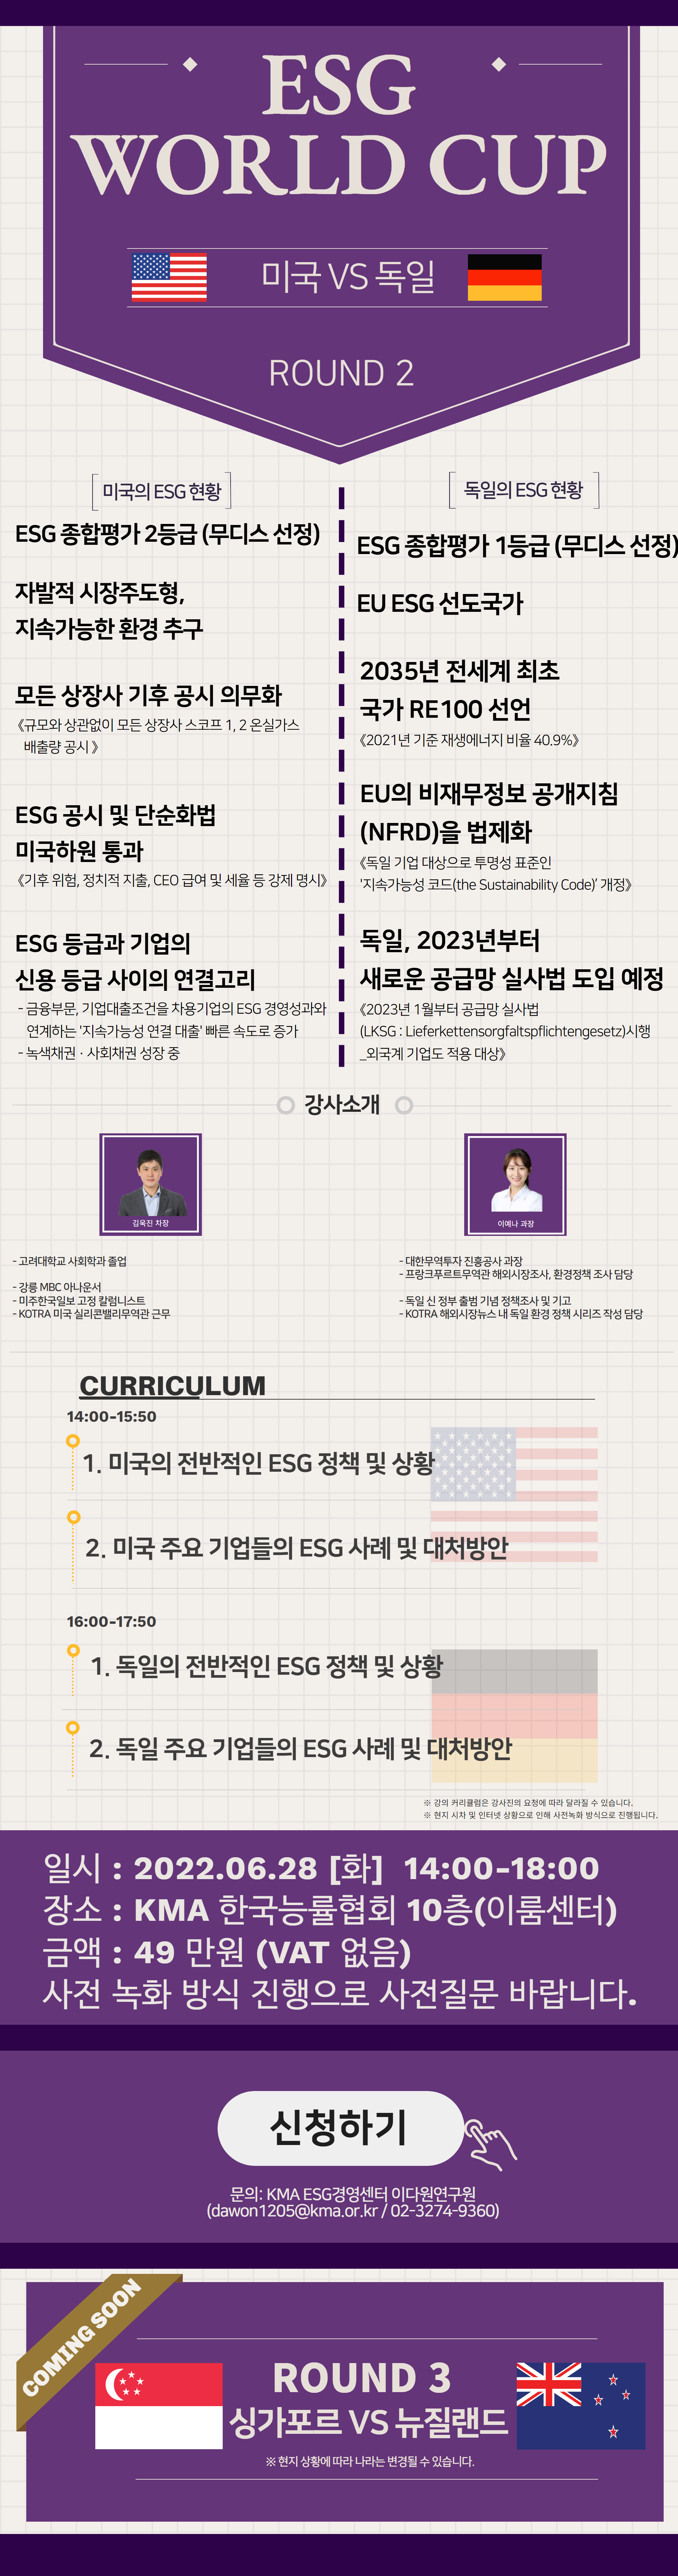 ESG
WORLD CUP
미국 VS 독일
ROUND 2
미국의 ESG 현황
ESG 종합평가 2등급 (무디스 선정)
자발적 시장주도형,
지속가능한 환경 추구
모든 상장사 기후 공시 의무화
《규모와 상관없이 모든 상장사 스코프 1, 2 온실가스
배출량 공시 》
ESG 공시 및 단순화법
미국하원 통과
《기후 위험, 정치적 지출, CEO 급여 및 세율 등 강제 명시》
ESG 등급과 기업의
신용 등급 사이의 연결고리
- 금융부문, 기업대출조건을 차용기업의 ESG 경영성과와
연계하는 '지속가능성 연결 대출' 빠른 속도로 증가
- 녹색채권 · 사회채권 성장 중
독일의 ESG 현황
ESG 종합평가 1등급 (무디스 선정)
EU ESG 선도국가
2035년 전세계 최초
국가 RE100 선언
《2021년 기준 재생에너지 비율 40.9%》
EU의 비재무정보 공개지침
(NFRD)을 법제화
《독일 기업 대상으로 투명성 표준인
'지속가능성 코드(the Sustainability Code)' 개정》
독일, 2023년부터
새로운 공급망 실사법 도입 예정
《2023년 1월부터 공급망 실사법
(LKSG : Lieferkettensorgfaltspflichtengesetz)시행
_외국계 기업도 적용 대상》
강사소개
김욱진 차장
- 고려대학교 사회학과 졸업
- 강릉 MBC 아나운서
- 미주한국일보 고정 칼럼니스트
- KOTRA 미국 실리콘밸리무역관 근무
이예나 과장
- 대한무역투자 진흥공사 과장
- 프랑크푸르트무역관 해외시장조사, 환경정책 조사 담당
- 독일 신 정부 출범 기념 정책조사 및 기고
- KOTRA 해외시장뉴스 내 독일 환경 정책 시리즈 작성 담당
CURRICULUM
14:00-15:50
1. 미국의 전반적인 ESG 정책 및 상황
2. 미국 주요 기업들의 ESG 사례 및 대처방안
16:00-17:50
1. 독일의 전반적인 ESG 정책 및 상황
2. 독일 주요 기업들의 ESG 사례 및 대처방안
※ 강의 커리큘럼은 강사진의 요청에 따라 달라질 수 있습니다.
※ 현지 시차 및 인터넷 상황으로 인해 사전녹화 방식으로 진행됩니다.
일시 : 2022.06.28 [화] 14:00-18:00
장소 : KMA 한국능률협회 10층(이룸센터)
금액 : 49 만원 (VAT 없음)
사전 녹화 방식 진행으로 사전질문 바랍니다.
신청하기
문의: KMA ESG경영센터 이다원연구원
(dawon1205@kma.or.kr / 02-3274-9360)
COMING SOON
ROUND 3
싱가포르 VS 뉴질랜드
※ 현지 상황에 따라 나라는 변경될 수 있습니다.